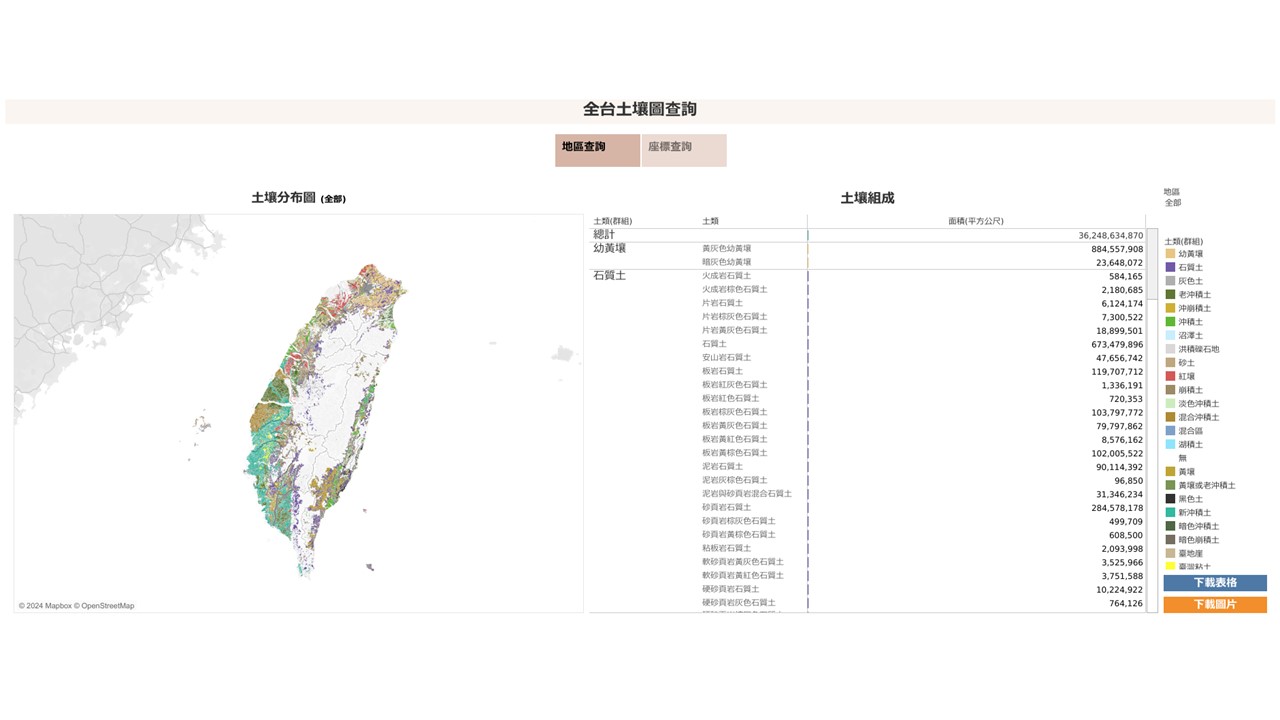 全台土壤圖查詢
地區查詢
座標查詢
土壤分布圖 (全部)
© 2024 Mapbox © OpenStreetMap
土壤組成
土類(群組) 土類 面積(平方公尺)
總計 36,248,634,870
幼黃壤 黃灰色幼黃壤 884,557,908
暗灰色幼黃壤 23,648,072
石質土 火成岩石質土 584,165
火成岩棕色石質土 2,180,685
片岩石質土 6,124,174
片岩棕灰色石質土 7,300,522
片岩黃灰色石質土 18,899,501
石質土 673,479,896
安山岩石質土 47,656,742
板岩石質土 119,707,712
板岩紅灰色石質土 1,336,191
板岩紅色石質土 720,353
板岩棕灰色石質土 103,797,772
板岩黃灰色石質土 79,797,862
板岩黃紅色石質土 8,576,162
板岩黃棕色石質土 102,005,522
泥岩石質土 90,114,392
泥岩灰棕色石質土 96,850
泥岩與砂頁岩混合石質土 31,346,234
砂頁岩石質土 284,578,178
砂頁岩棕灰色石質土 499,709
砂頁岩黃棕色石質土 608,500
粘板岩石質土 2,093,998
軟砂頁岩黃灰色石質土 3,525,966
軟砂頁岩黃紅色石質土 3,751,588
硬砂頁岩石質土 10,224,922
硬砂頁岩灰色石質土 764,126
地區
全部
土類(群組)
幼黃壤
石質土
灰色土
老沖積土
沖崩積土
沖積土
沼澤土
洪積礫石地
砂土
紅壤
崩積土
淡色沖積土
混合沖積土
混合區
湖積土
無
黃壤
黃壤或老沖積土
黑色土
新沖積土
暗色沖積土
暗色崩積土
臺地崖
臺灣粘土
下載表格
下載圖片